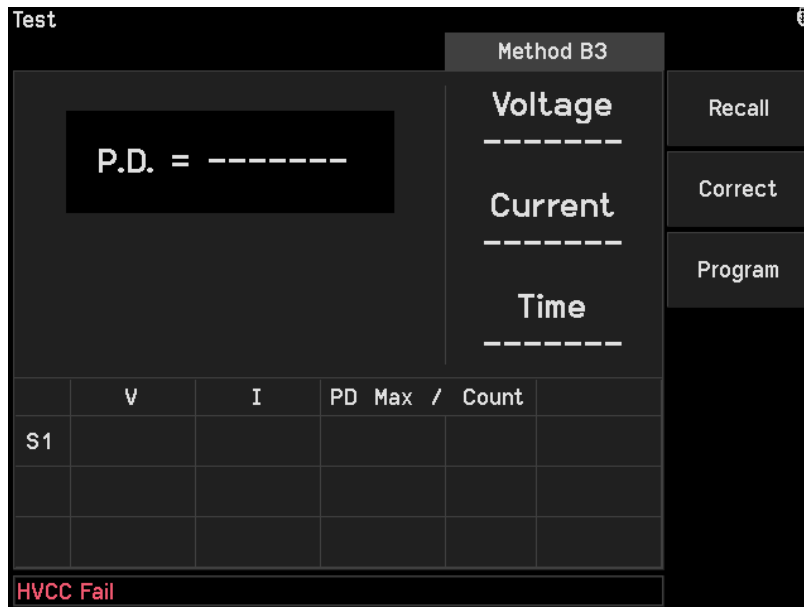 Test
Method B3
Voltage
-------
Recall
P.D. = -------
Correct
Current
-------
Program
Time
-------
V I PD Max / Count
S1
HVCC Fail